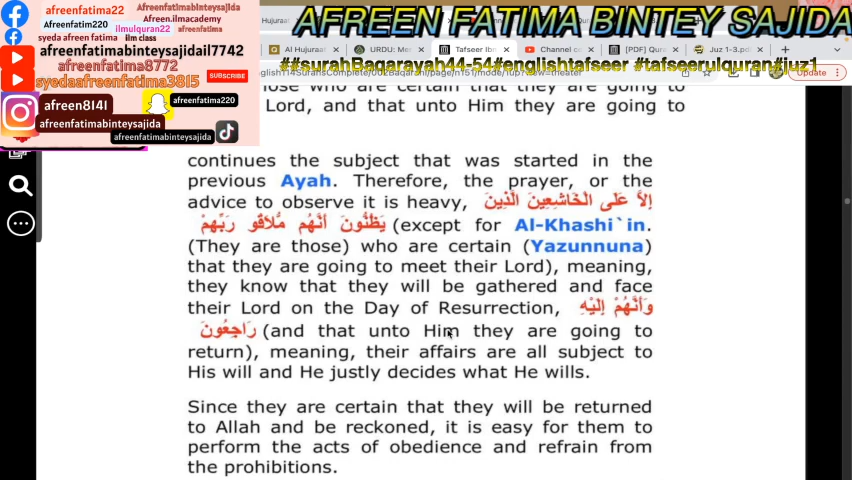 afreenfatima22
Afreenfatimabinteysajida
Afreen.ilmacademy
Afreenfatima220
ilmulquran22
afreenfatima
syeda afreen fatima
ilm class
afreenfatimabinteysajidail7742
afreenfatima8772
syedaafreenfatima3815
SUBSCRIBE
afreen8141
afreenfatima220
afreenfatimabinteysajida
afreenfatimabinteysajida
AFREEN FATIMA BINTEY SAJIDA
Al Hujuraat
URDU: Me
Tafseer Ibn
Channel co
[PDF] Qura
Juz 1-3.pd
##surahBaqarayah44-54#englishtafseer #tafseerulquran#juz1
Update
ose who are certain that they are going to
Lord, and that unto Him they are going to
continues the subject that was started in the
previous Ayah. Therefore, the prayer, or the
advice to observe it is heavy, إِلاَّ عَلَى الْخَاشِعِينَ الَّذِينَ
يَظُنُّونَ أَنَّهُم مُّلَاقُو رَبِّهِمْ (except for Al-Khashi`in.
(They are those) who are certain (Yazunnuna)
that they are going to meet their Lord), meaning,
they know that they will be gathered and face
their Lord on the Day of Resurrection, وَأَنَّهُمْ إِلَيْهِ
رَاجِعُونَ (and that unto Him they are going to
return), meaning, their affairs are all subject to
His will and He justly decides what He wills.
Since they are certain that they will be returned
to Allah and be reckoned, it is easy for them to
perform the acts of obedience and refrain from
the prohibitions.